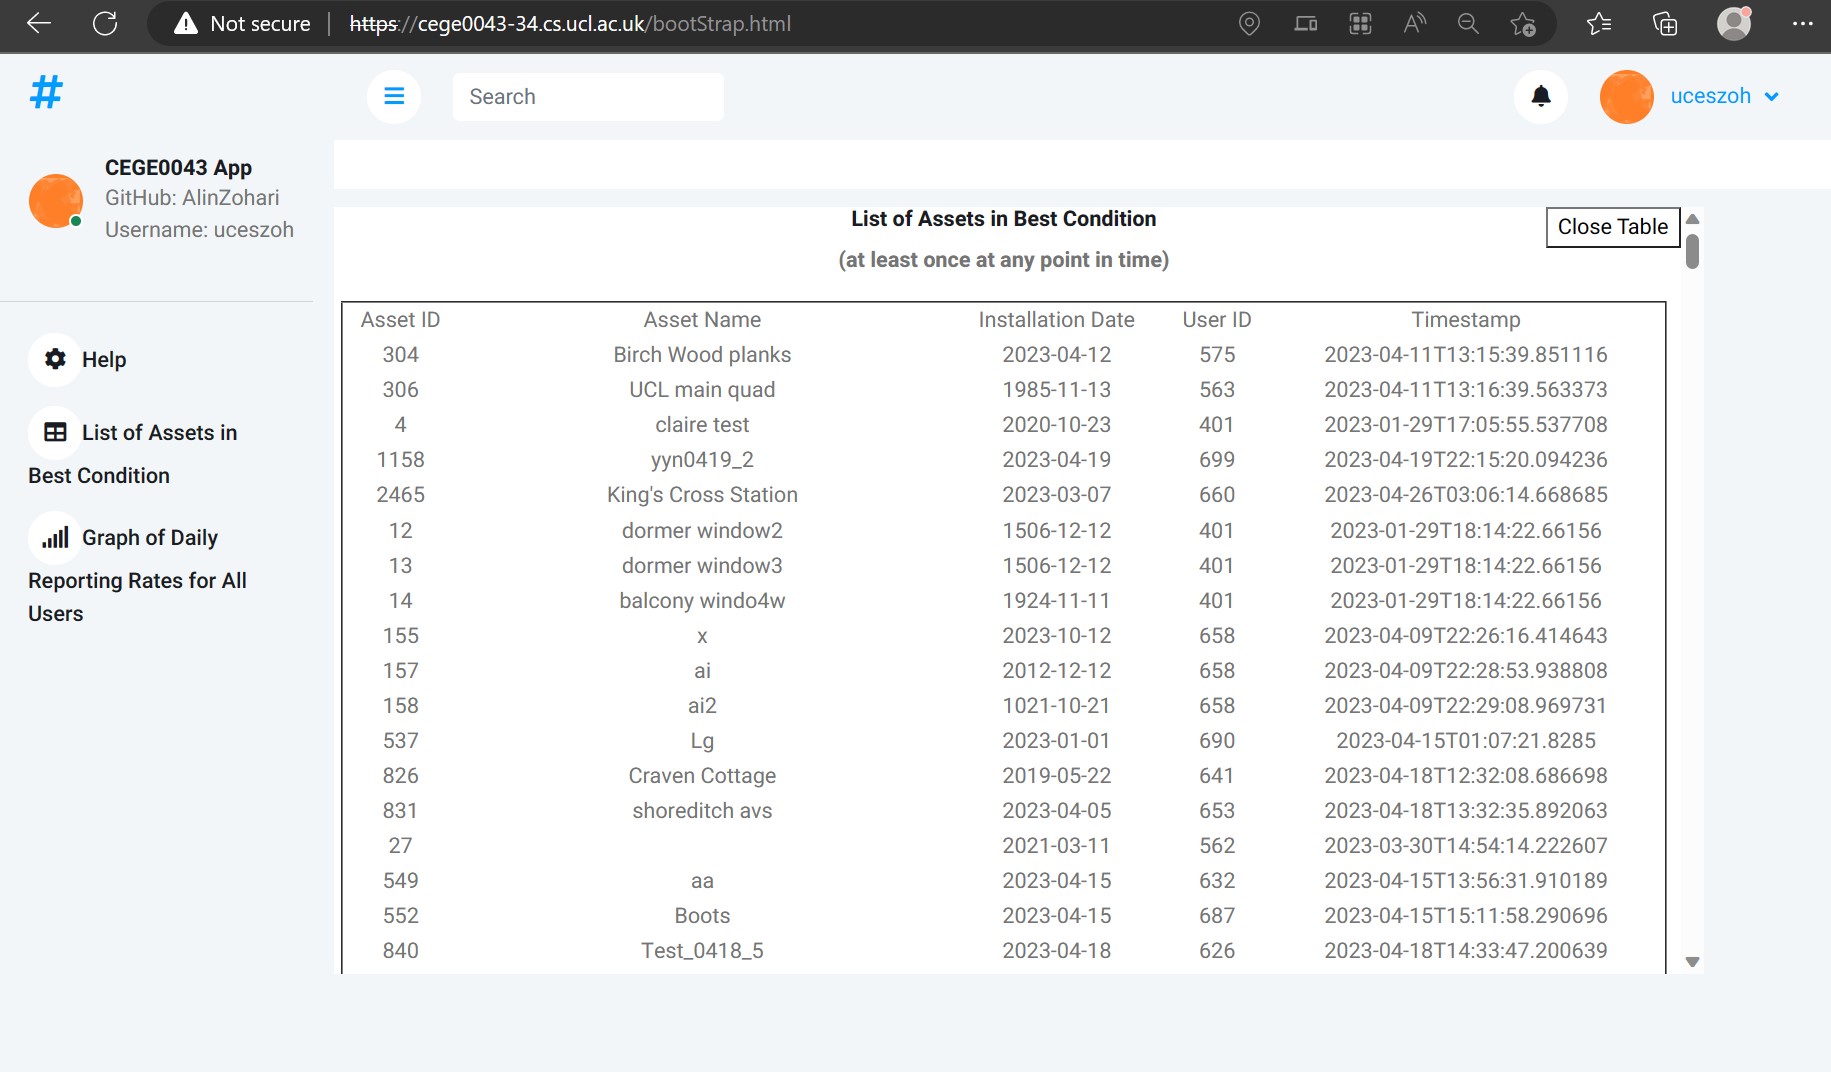 Not secure | https://cege0043-34.cs.ucl.ac.uk/bootStrap.html
#
Search
uceszoh
CEGE0043 App
GitHub: AlinZohari
Username: uceszoh
Help
List of Assets in
Best Condition
Graph of Daily
Reporting Rates for All
Users
List of Assets in Best Condition
Close Table
(at least once at any point in time)
Asset ID Asset Name Installation Date User ID Timestamp
304 Birch Wood planks 2023-04-12 575 2023-04-11T13:15:39.851116
306 UCL main quad 1985-11-13 563 2023-04-11T13:16:39.563373
4 claire test 2020-10-23 401 2023-01-29T17:05:55.537708
1158 yyn0419_2 2023-04-19 699 2023-04-19T22:15:20.094236
2465 King's Cross Station 2023-03-07 660 2023-04-26T03:06:14.668685
12 dormer window2 1506-12-12 401 2023-01-29T18:14:22.66156
13 dormer window3 1506-12-12 401 2023-01-29T18:14:22.66156
14 balcony windo4w 1924-11-11 401 2023-01-29T18:14:22.66156
155 x 2023-10-12 658 2023-04-09T22:26:16.414643
157 ai 2012-12-12 658 2023-04-09T22:28:53.938808
158 ai2 1021-10-21 658 2023-04-09T22:29:08.969731
537 Lg 2023-01-01 690 2023-04-15T01:07:21.8285
826 Craven Cottage 2019-05-22 641 2023-04-18T12:32:08.686698
831 shoreditch avs 2023-04-05 653 2023-04-18T13:32:35.892063
27 2021-03-11 562 2023-03-30T14:54:14.222607
549 aa 2023-04-15 632 2023-04-15T13:56:31.910189
552 Boots 2023-04-15 687 2023-04-15T15:11:58.290696
840 Test_0418_5 2023-04-18 626 2023-04-18T14:33:47.200639